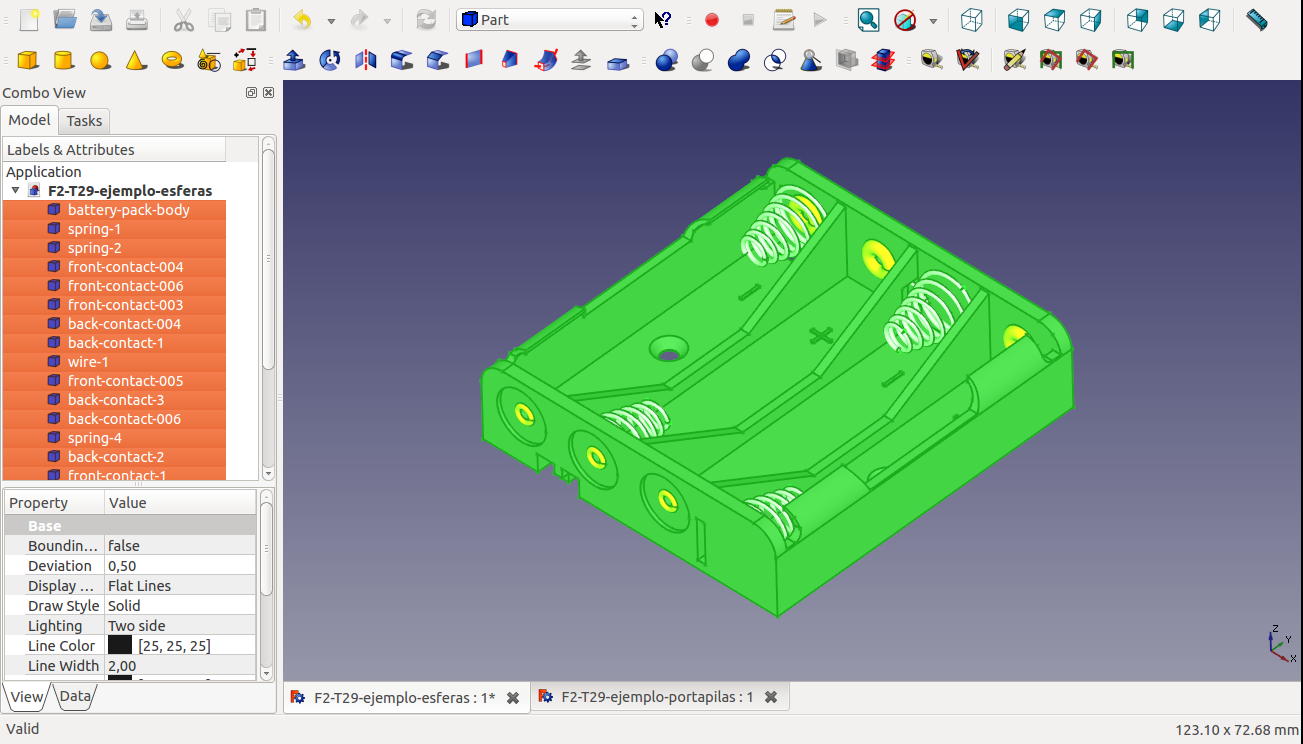 Part
Combo View
Model Tasks
Labels & Attributes
Application
F2-T29-ejemplo-esferas
battery-pack-body
spring-1
spring-2
front-contact-004
front-contact-006
front-contact-003
back-contact-004
back-contact-1
wire-1
front-contact-005
back-contact-3
back-contact-006
spring-4
back-contact-2
front-contact-1
Property Value
Base
Boundin... false
Deviation 0,50
Display ... Flat Lines
Draw Style Solid
Lighting Two side
Line Color [25, 25, 25]
Line Width 2,00
View Data
Z
Y
X
F2-T29-ejemplo-esferas : 1* F2-T29-ejemplo-portapilas : 1
Valid 123.10 x 72.68 mm